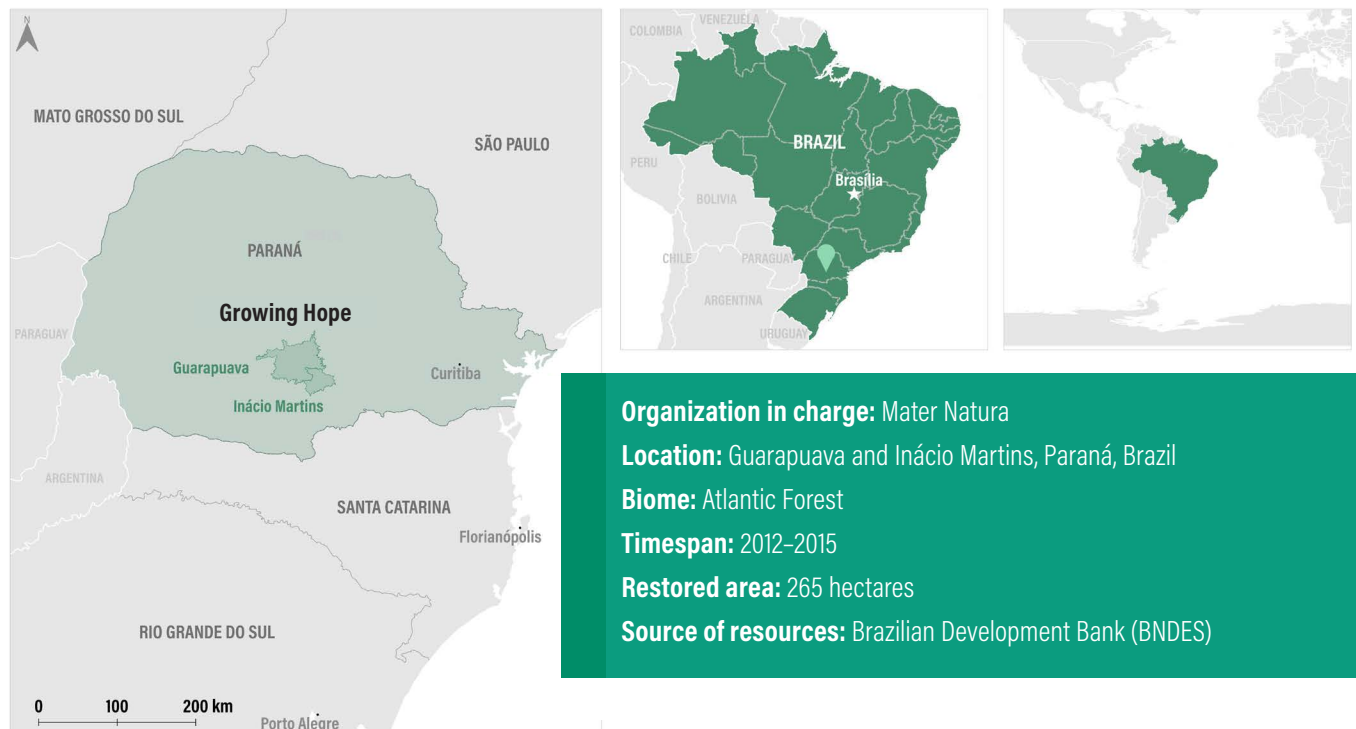 N
MATO GROSSO DO SUL
SÃO PAULO
PARANÁ
Growing Hope
PARAGUAY
Guarapuava
Curitiba
Inácio Martins
ARGENTINA
SANTA CATARINA
Florianópolis
RIO GRANDE DO SUL
0 100 200 km
Porto Alegre
VENEZUELA
COLOMBIA
BRAZIL
PERU
Brasília
BOLIVIA
CHILE
PARAGUAY
ARGENTINA
URUGUAY
Organization in charge: Mater Natura
Location: Guarapuava and Inácio Martins, Paraná, Brazil
Biome: Atlantic Forest
Timespan: 2012–2015
Restored area: 265 hectares
Source of resources: Brazilian Development Bank (BNDES)